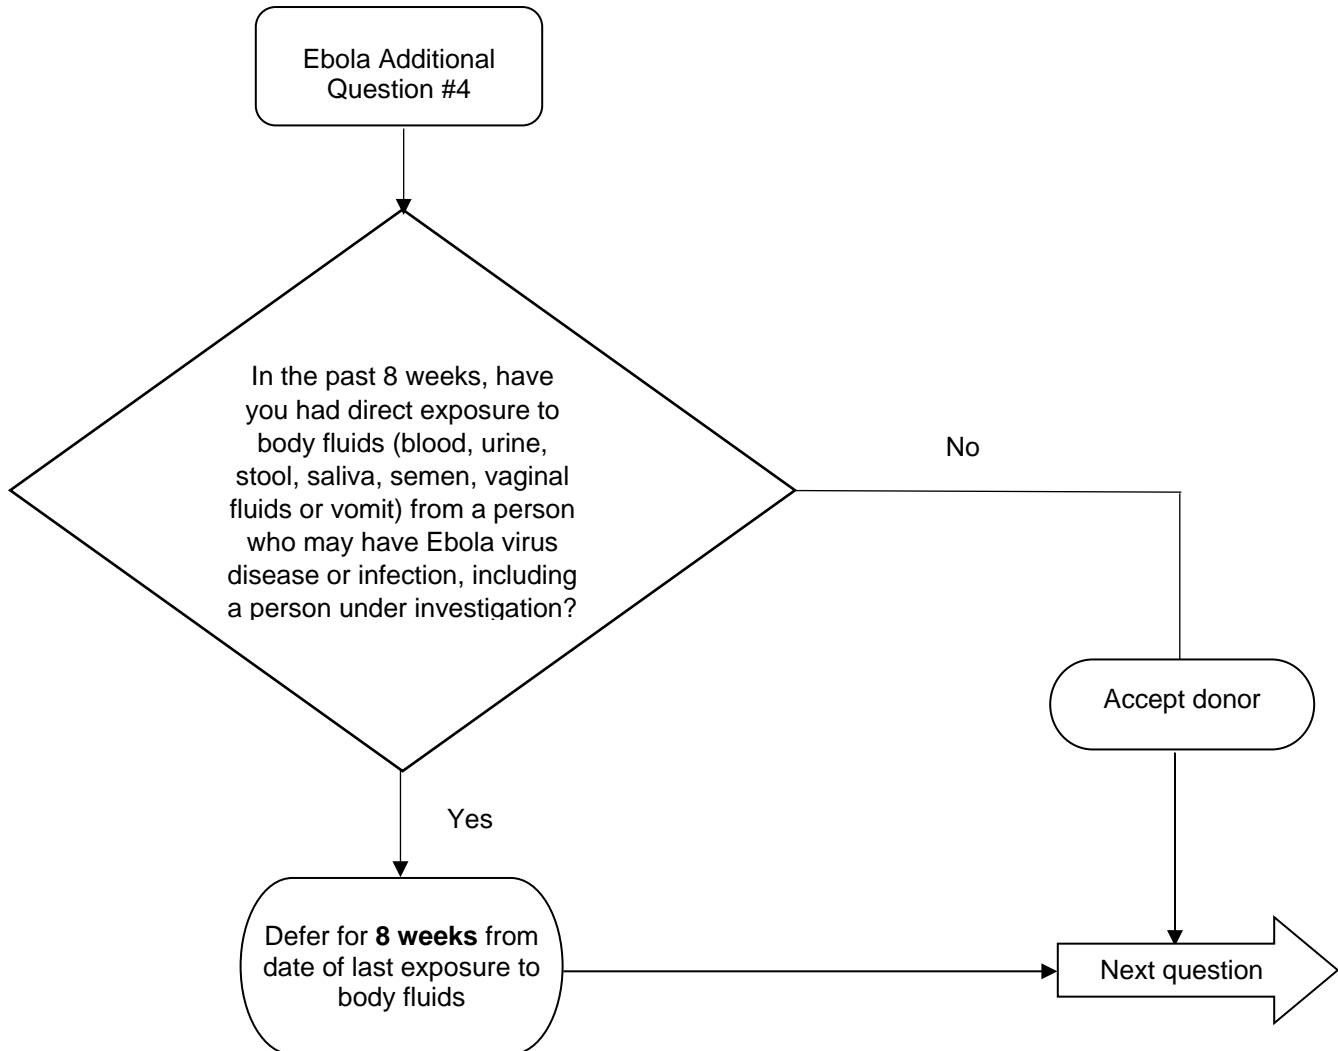 Ebola Additional
Question #4
In the past 8 weeks, have
you had direct exposure to
body fluids (blood, urine,
stool, saliva, semen, vaginal
fluids or vomit) from a person
who may have Ebola virus
disease or infection, including
a person under investigation?
No
Accept donor
Yes
Defer for 8 weeks from
date of last exposure to
body fluids
Next question